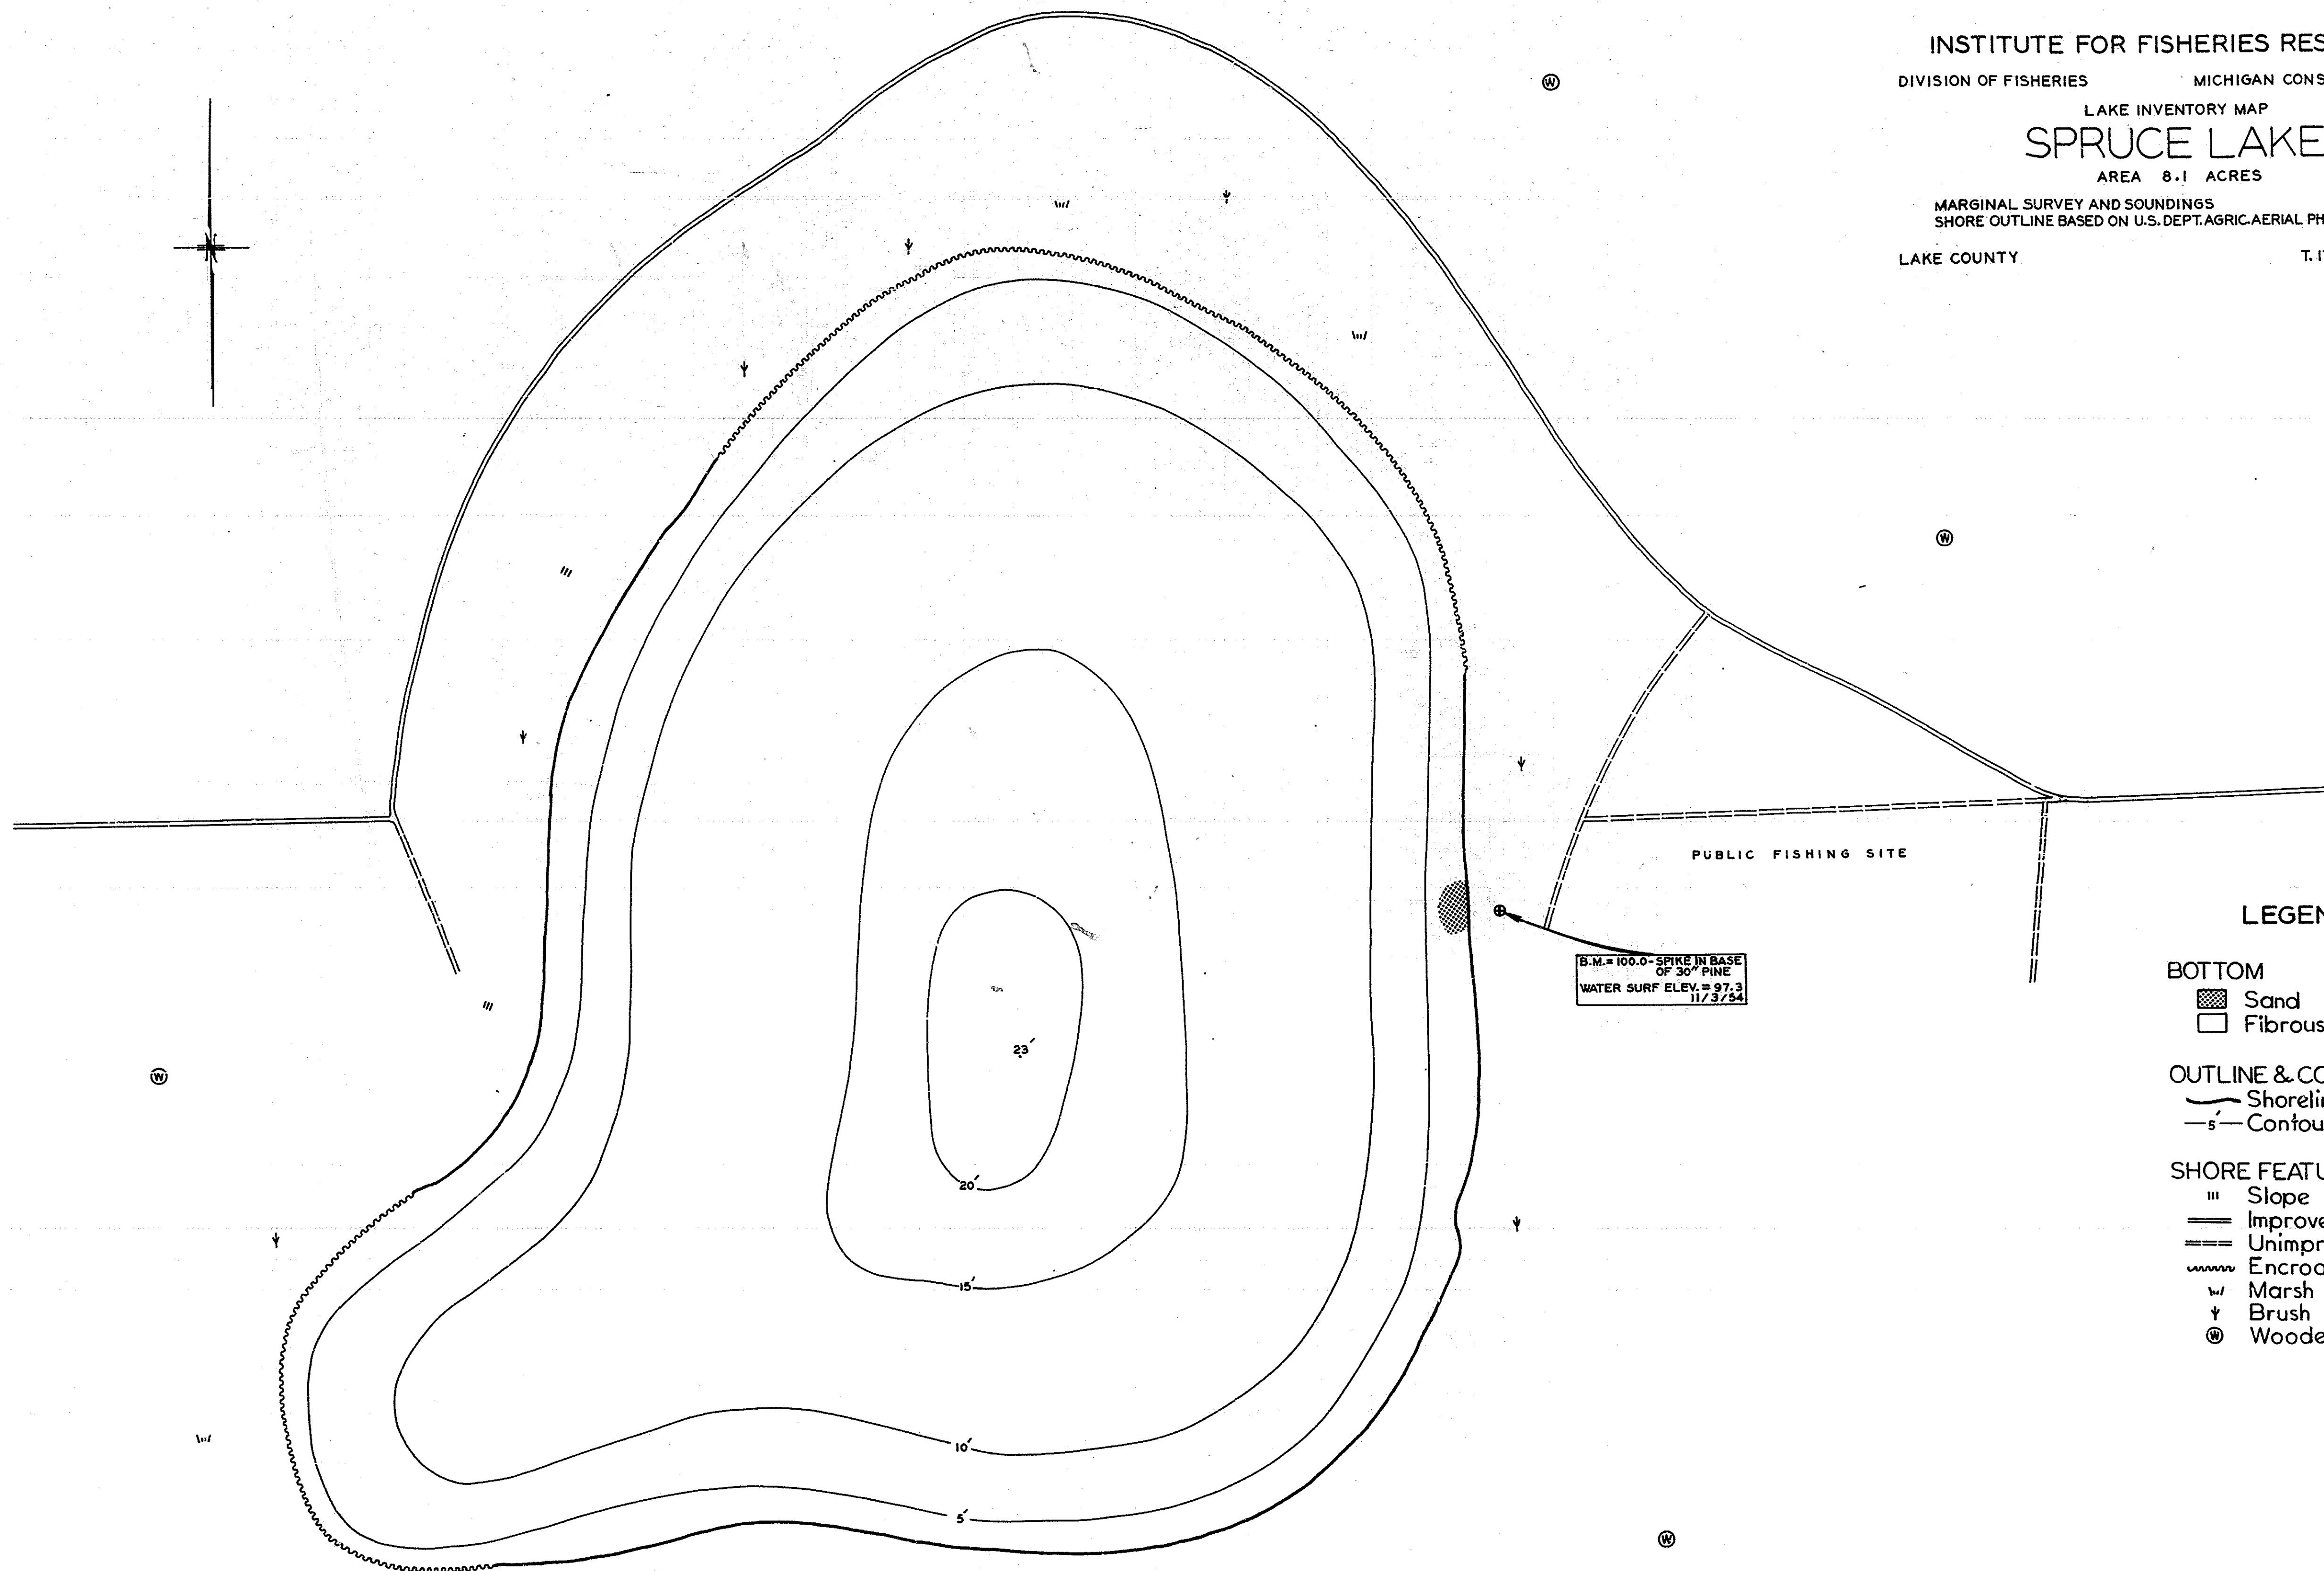 INSTITUTE FOR FISHERIES RES
DIVISION OF FISHERIES MICHIGAN CONS
LAKE INVENTORY MAP
SPRUCE LAKE
AREA 8.1 ACRES
MARGINAL SURVEY AND SOUNDINGS
SHORE OUTLINE BASED ON U.S. DEPT. AGRIC. AERIAL PH
LAKE COUNTY T. 1
N
W
W
PUBLIC FISHING SITE
B.M.= 100.0- SPIKE IN BASE
OF 30" PINE
WATER SURF ELEV. = 97.3
11/3/54
LEGEN
BOTTOM
Sand
Fibrous
OUTLINE & CO
Shorelin
5' Contou
SHORE FEATU
Slope
Improve
Unimpr
Encroa
Marsh
Brush
W Woode
23'
W
20'
15'
10'
5'
W